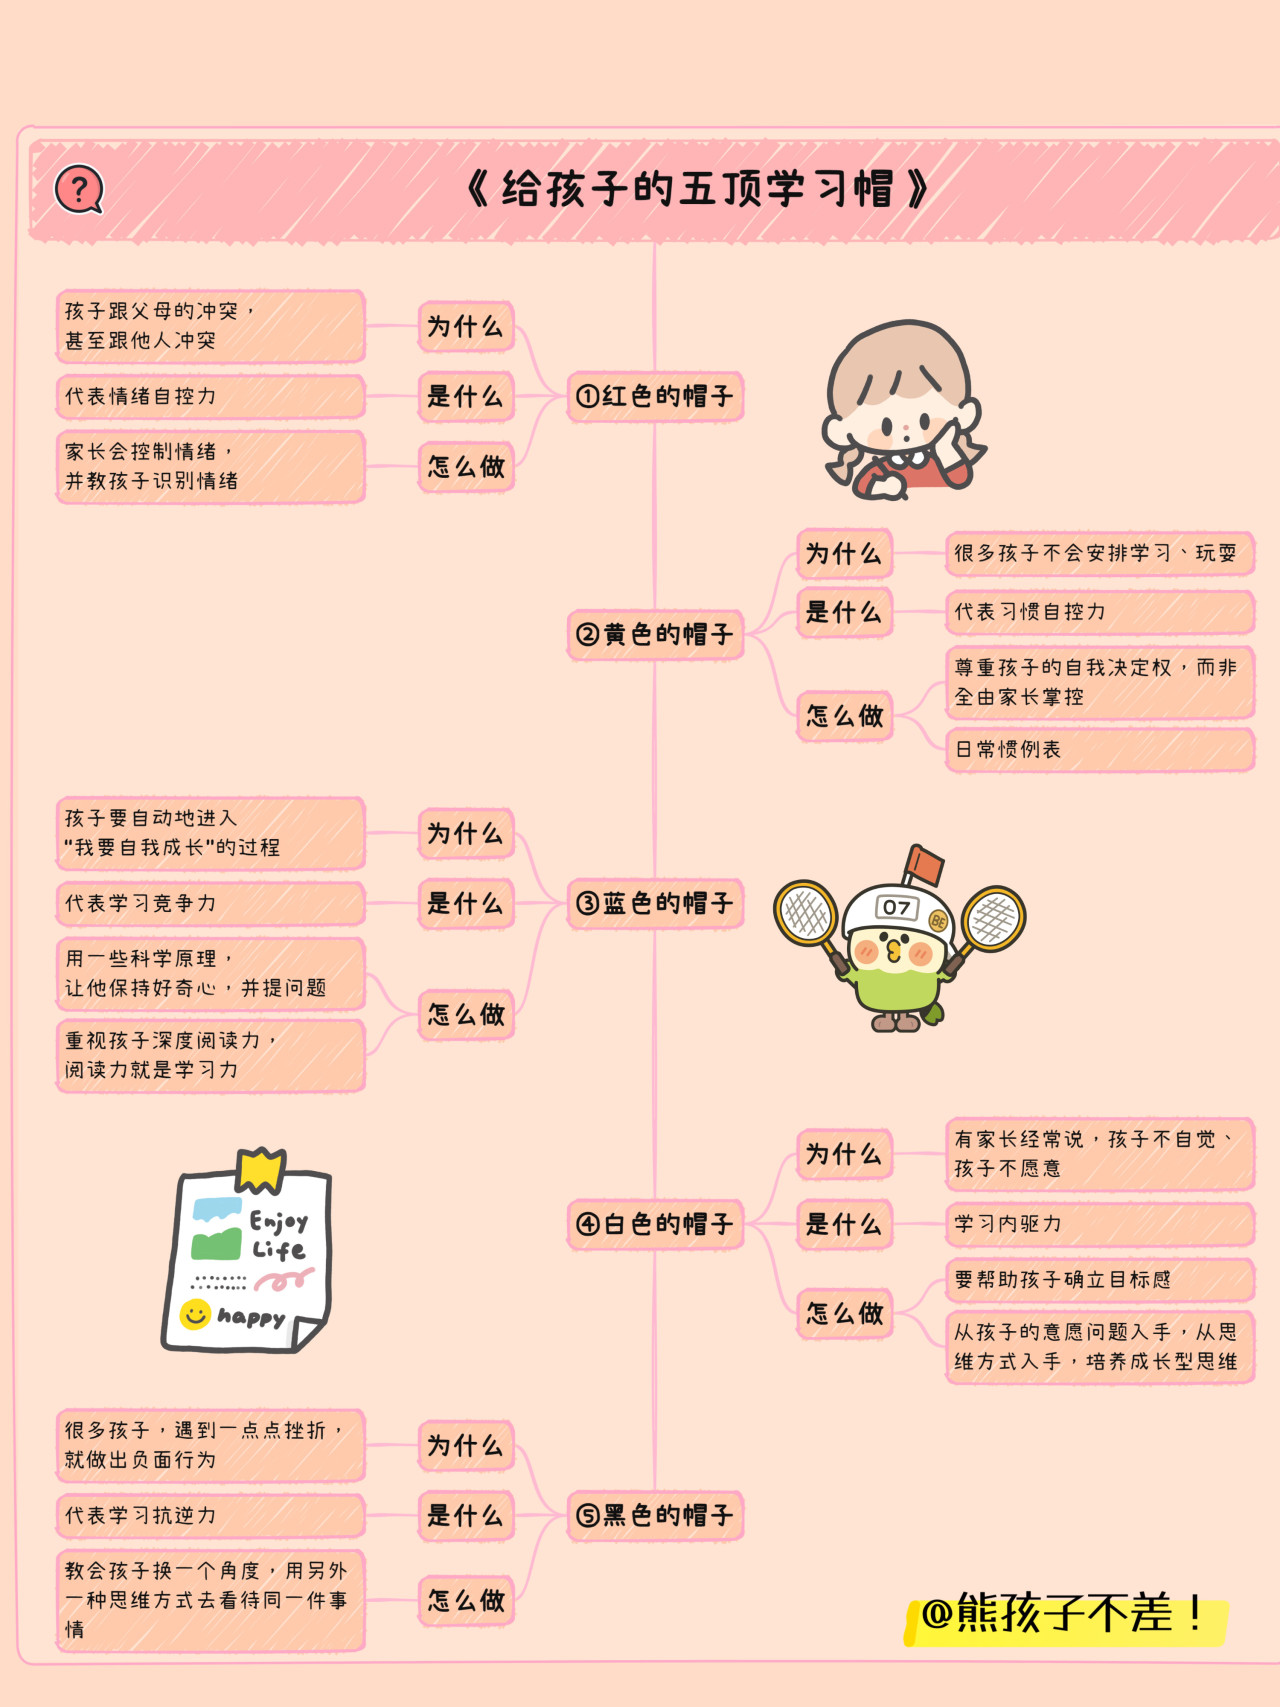 ?
《给孩子的五顶学习帽》
①红色的帽子
为什么
孩子跟父母的冲突，
甚至跟他人冲突
是什么
代表情绪自控力
怎么做
家长会控制情绪，
并教孩子识别情绪
②黄色的帽子
为什么
很多孩子不会安排学习、玩耍
是什么
代表习惯自控力
怎么做
尊重孩子的自我决定权，而非
全由家长掌控
日常惯例表
③蓝色的帽子
为什么
孩子要自动地进入
"我要自我成长"的过程
是什么
代表学习竞争力
怎么做
用一些科学原理，
让他保持好奇心，并提问题
重视孩子深度阅读力，
阅读力就是学习力
07
BE
④白色的帽子
为什么
有家长经常说，孩子不自觉、
孩子不愿意
是什么
学习内驱力
怎么做
要帮助孩子确立目标感
从孩子的意愿问题入手，从思
维方式入手，培养成长型思维
Enjoy
Life
happy
⑤黑色的帽子
为什么
很多孩子，遇到一点点挫折，
就做出负面行为
是什么
代表学习抗逆力
怎么做
教会孩子换一个角度，用另外
一种思维方式去看待同一件事
情
@熊孩子不差！